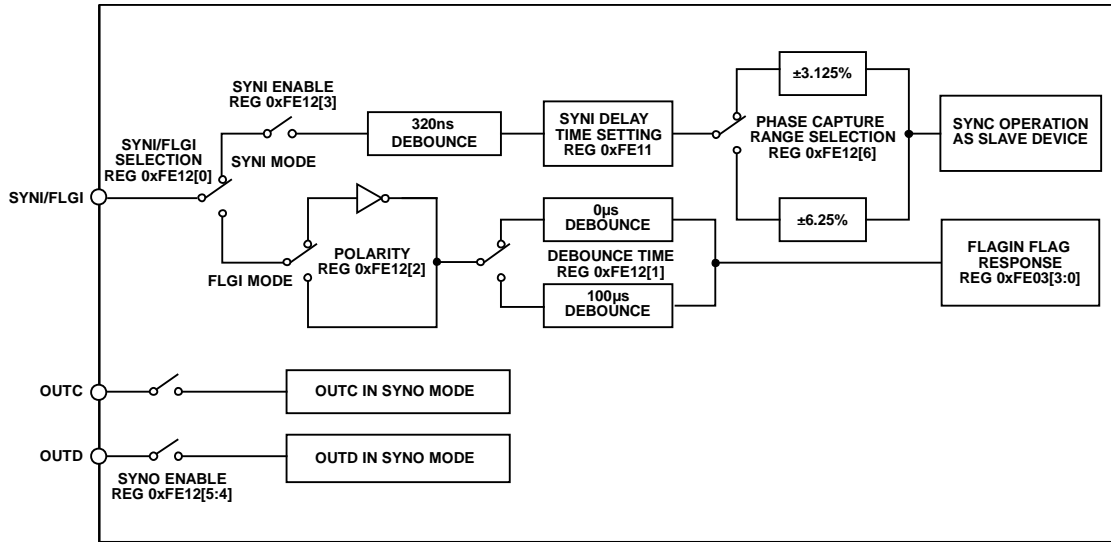 SYNI/FLGI
SYNI/FLGI
SELECTION
REG 0xFE12[0]
SYNI MODE
SYNI ENABLE
REG 0xFE12[3]
320ns
DEBOUNCE
SYNI DELAY
TIME SETTING
REG 0xFE11
PHASE CAPTURE
RANGE SELECTION
REG 0xFE12[6]
±3.125%
±6.25%
SYNC OPERATION
AS SLAVE DEVICE
FLGI MODE
POLARITY
REG 0xFE12[2]
0µs
DEBOUNCE
DEBOUNCE TIME
REG 0xFE12[1]
100µs
DEBOUNCE
FLAGIN FLAG
RESPONSE
REG 0xFE03[3:0]
OUTC
OUTC IN SYNO MODE
OUTD
OUTD IN SYNO MODE
SYNO ENABLE
REG 0xFE12[5:4]